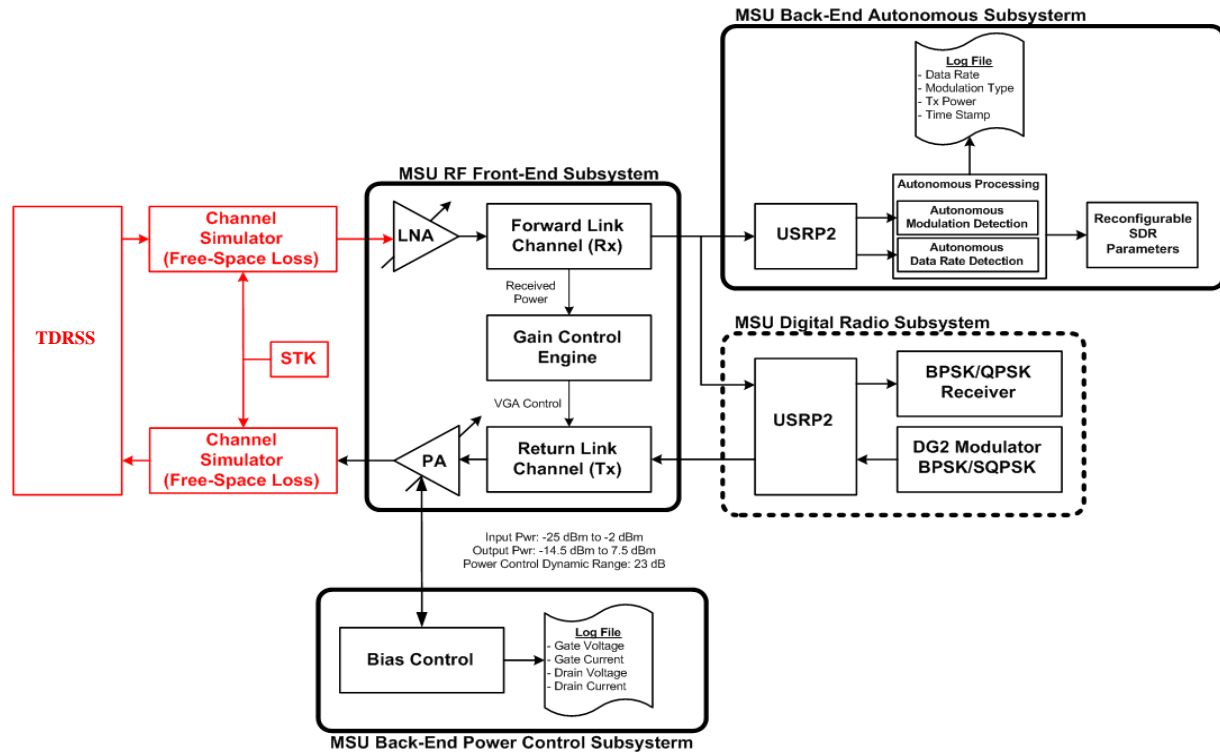 MSU Back-End Autonomous Subsysterm
Log File
- Data Rate
- Modulation Type
- Tx Power
- Time Stamp
Autonomous Processing
Autonomous
Modulation Detection
Autonomous
Data Rate Detection
USRP2
Reconfigurable
SDR
Parameters
MSU RF Front-End Subsystem
LNA
Forward Link
Channel (Rx)
Received
Power
Gain Control
Engine
VGA Control
Return Link
Channel (Tx)
PA
Channel
Simulator
(Free-Space Loss)
TDRSS
STK
Channel
Simulator
(Free-Space Loss)
MSU Digital Radio Subsystem
USRP2
BPSK/QPSK
Receiver
DG2 Modulator
BPSK/SQPSK
Input Pwr: -25 dBm to -2 dBm
Output Pwr: -14.5 dBm to 7.5 dBm
Power Control Dynamic Range: 23 dB
Bias Control
Log File
- Gate Voltage
- Gate Current
- Drain Voltage
- Drain Current
MSU Back-End Power Control Subsysterm